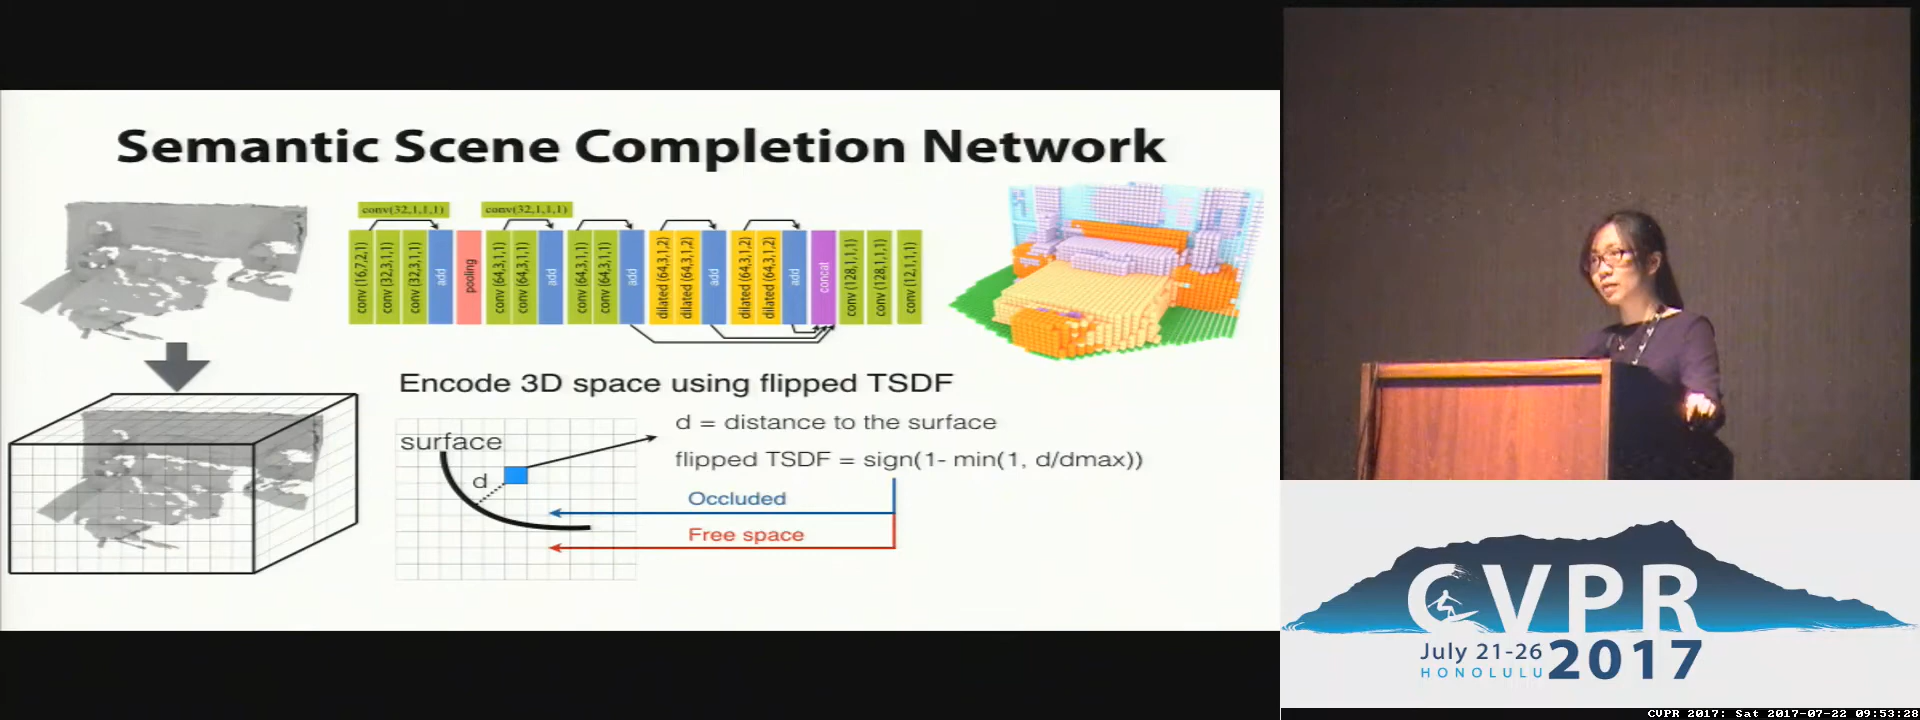 Semantic Scene Completion Network
conv(32,1,1,1)
conv(32,1,1,1)
conv (16,7,2,1)
conv (32,3,1,1)
conv (32,3,1,1)
add
pooling
conv (64,3,1,1)
conv (64,3,1,1)
add
conv (64,3,1,1)
conv (64,3,1,1)
add
dilated (64,3,1,2)
dilated (64,3,1,2)
add
dilated (64,3,1,2)
dilated (64,3,1,2)
add
concat
conv (128,1,1,1)
conv (128,1,1,1)
conv (12,1,1,1)
Encode 3D space using flipped TSDF
surface
d
d = distance to the surface
flipped TSDF = sign(1- min(1, d/dmax))
Occluded
Free space
CVPR
July 21-26
HONOLULU
2017
CVPR 2017: Sat 2017-07-22 09:53:28